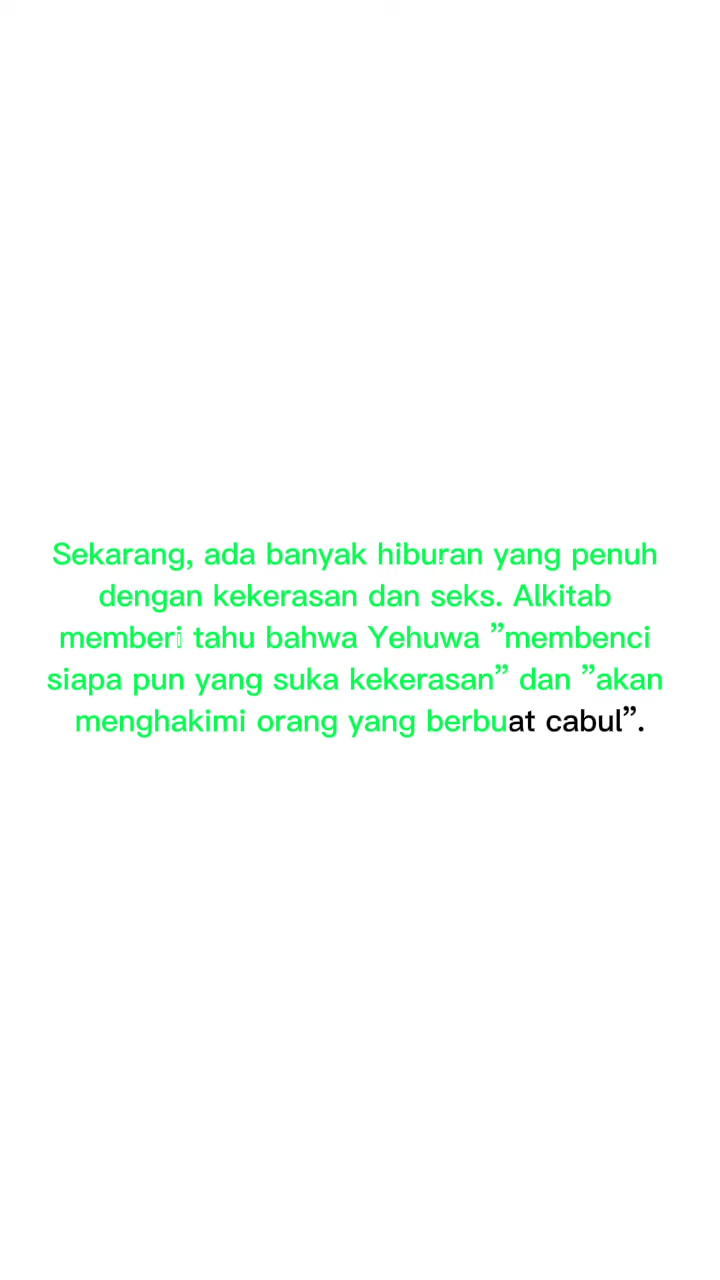 Sekarang, ada banyak hiburan yang penuh
dengan kekerasan dan seks. Alkitab
memberi tahu bahwa Yehuwa ”membenci
siapa pun yang suka kekerasan” dan ”akan
menghakimi orang yang berbuat cabul”.